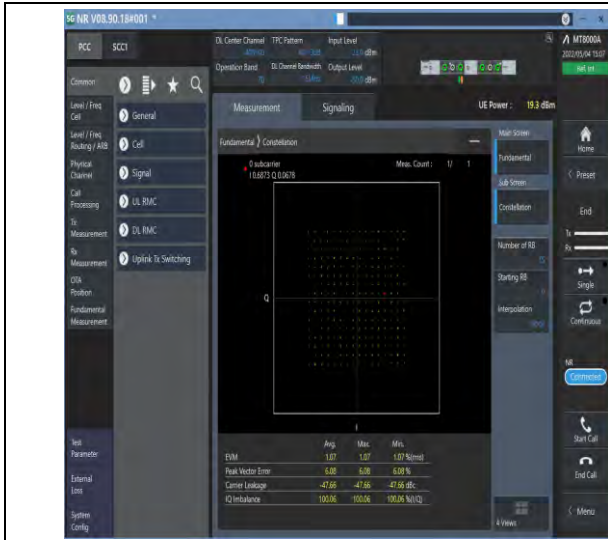 5G NR V08.90.18#001 *
PCC SCC1
DL Center Channel TPC Pattern Input Level
Operation Band DL Channel Bandwidth Output Level
MT8000A
2022/05/04 15:07
Common
Level / Freq
Cell
Level / Freq
Routing / ARB
Physical
Channel
Call
Processing
Tx
Measurement
Rx
Measurement
OTA
Position
Fundamental
Measurement
Test
Parameter
External
Loss
System
Config
General
Cell
Signal
UL RMC
DL RMC
Uplink Tx Switching
Measurement Signaling UE Power : 19.3 dBm
Fundamental Constellation
0 subcarrier Meas. Count : 1/ 1
I 0.6873 Q 0.0678
Q
I
Avg. Max. Min.
EVM 1.07 1.07 1.07 %(rms)
Peak Vector Error 6.08 6.08 6.08 %
Carrier Leakage -47.66 -47.66 -47.66 dBc
IQ Imbalance 100.06 100.06 100.06 %(I/Q)
Main Screen
Fundamental
Sub Screen
Constellation
Number of RB
Starting RB
Interpolation
4 Views
Home
Preset
End
Tx
Rx
Single
Continuous
NR
Connected
Start Call
End Call
Menu